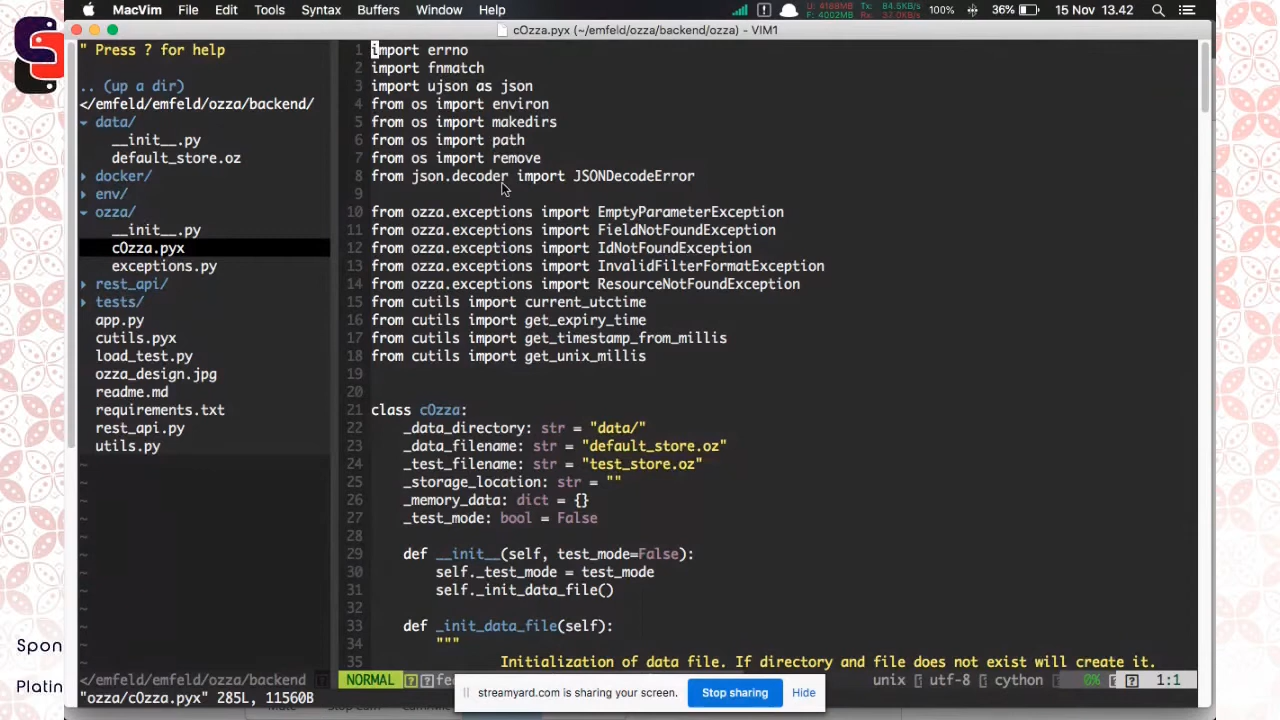 MacVim File Edit Tools Syntax Buffers Window Help
U: 4189MB Tx: 84.5KB/s
F: 4002MB Rx: 37.0KB/s
100% 36% 15 Nov 13.42
cOzza.pyx (~/emfeld/ozza/backend/ozza) - VIM1
" Press ? for help
.. (up a dir)
</emfeld/emfeld/ozza/backend/
data/
__init__.py
default_store.oz
docker/
env/
ozza/
__init__.py
cOzza.pyx
exceptions.py
rest_api/
tests/
app.py
cutils.pyx
load_test.py
ozza_design.jpg
readme.md
requirements.txt
rest_api.py
utils.py
~
~
~
~
~
~
~
~
~
~
~
~
1 import errno
2 import fnmatch
3 import ujson as json
4 from os import environ
5 from os import makedirs
6 from os import path
7 from os import remove
8 from json.decoder import JSONDecodeError
9
10 from ozza.exceptions import EmptyParameterException
11 from ozza.exceptions import FieldNotFoundException
12 from ozza.exceptions import IdNotFoundException
13 from ozza.exceptions import InvalidFilterFormatException
14 from ozza.exceptions import ResourceNotFoundException
15 from cutils import current_utctime
16 from cutils import get_expiry_time
17 from cutils import get_timestamp_from_millis
18 from cutils import get_unix_millis
19
20
21 class cOzza:
22 _data_directory: str = "data/"
23 _data_filename: str = "default_store.oz"
24 _test_filename: str = "test_store.oz"
25 _storage_location: str = ""
26 _memory_data: dict = {}
27 _test_mode: bool = False
28
29 def __init__(self, test_mode=False):
30 self._test_mode = test_mode
31 self._init_data_file()
32
33 def _init_data_file(self):
34 """
35 Initialization of data file. If directory and file does not exist will create it.
</emfeld/emfeld/ozza/backend
NORMAL
unix utf-8 cython 0% 1:1
"ozza/cOzza.pyx" 285L, 11560B
streamyard.com is sharing your screen. Stop sharing Hide
Spon
Platin